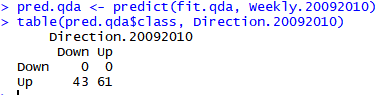 > pred.qda <- predict(fit.qda, Weekly.20092010)
> table(pred.qda$class, Direction.20092010)
Direction.20092010
Down Up
Down 0 0
Up 43 61